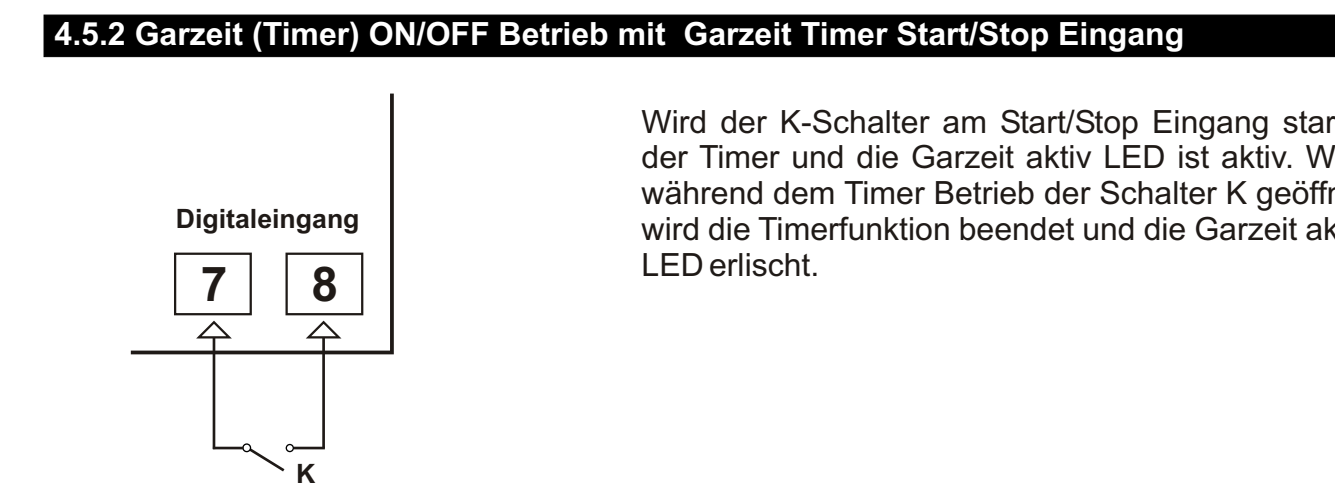 4.5.2 Garzeit (Timer) ON/OFF Betrieb mit Garzeit Timer Start/Stop Eingang
Digitaleingang
7 8
K
Wird der K-Schalter am Start/Stop Eingang
der Timer und die Garzeit aktiv LED ist aktiv.
während dem Timer Betrieb der Schalter K
wird die Timerfunktion beendet und die Garzeit
LED erlischt.